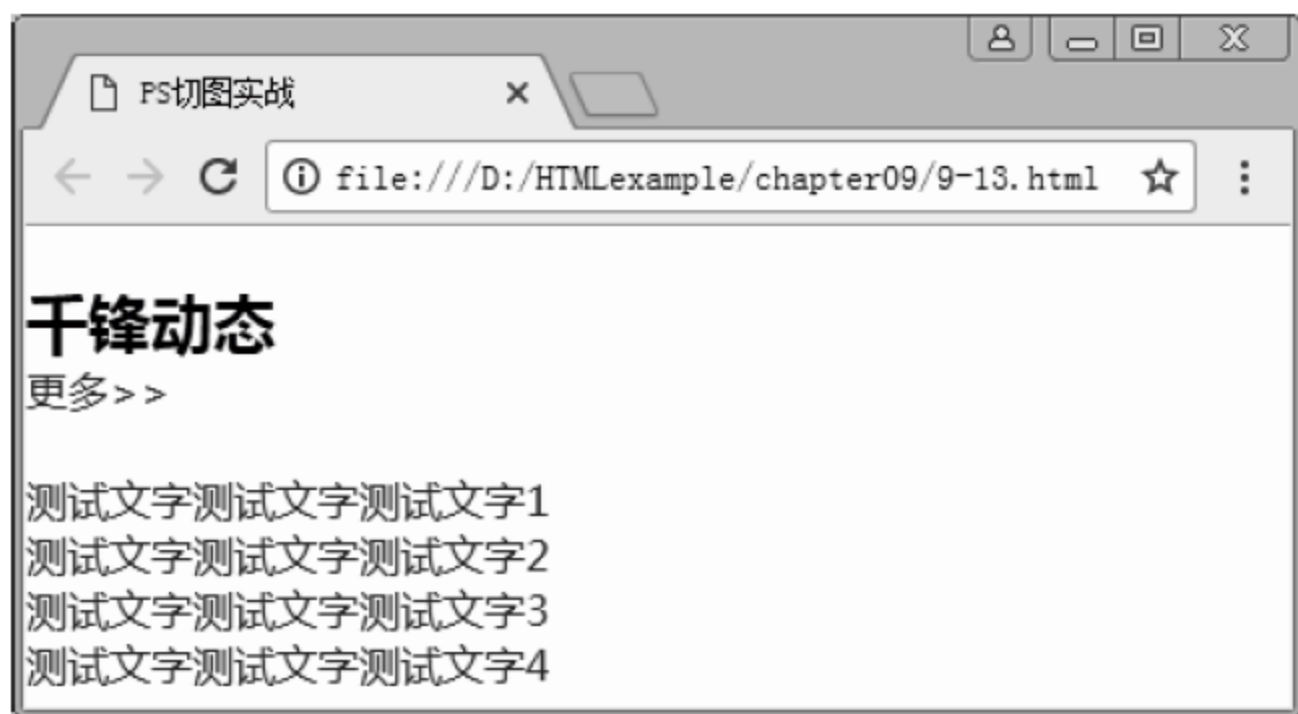 PS切图实战
file:///D:/HTMLexample/chapter09/9-13.html
千锋动态
更多>>
测试文字测试文字测试文字1
测试文字测试文字测试文字2
测试文字测试文字测试文字3
测试文字测试文字测试文字4